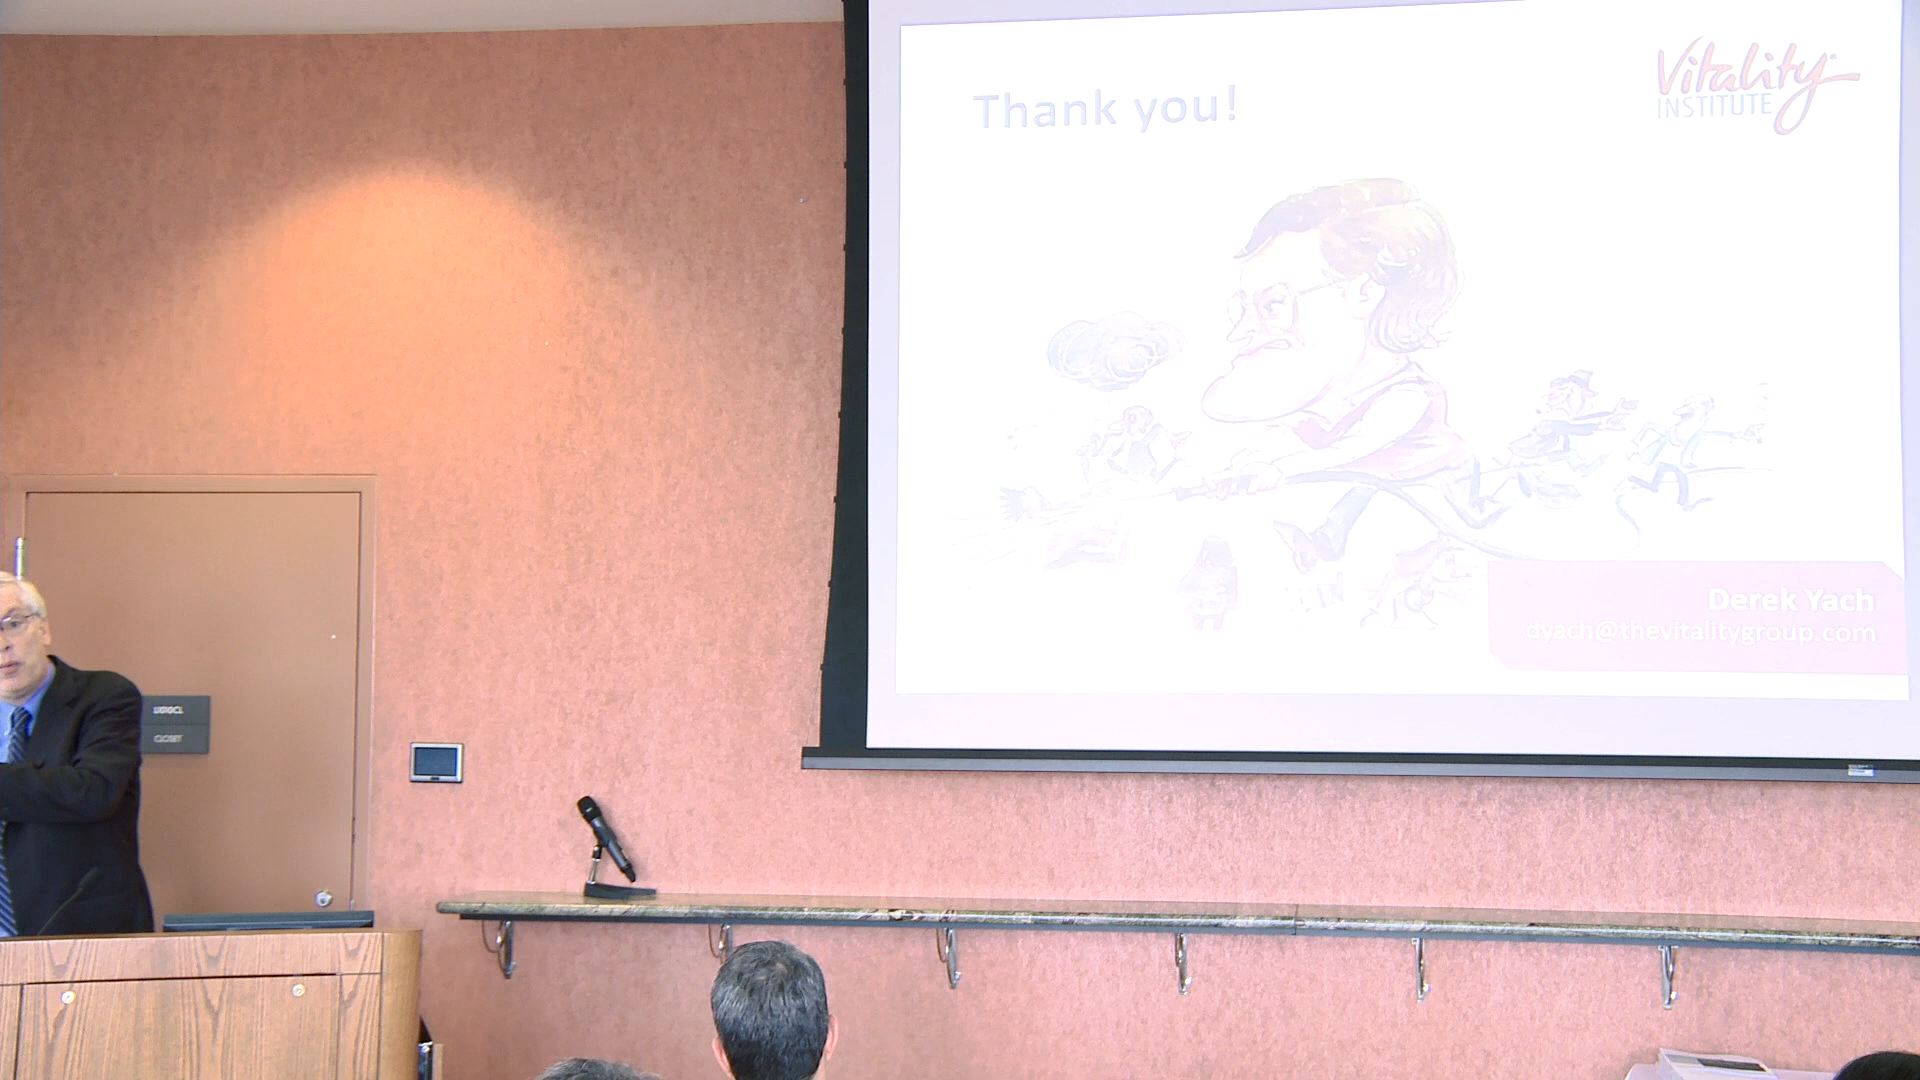 Vitality
INSTITUTE
Thank you!
Derek Yach
dyach@thevitalitygroup.com
CLOSET